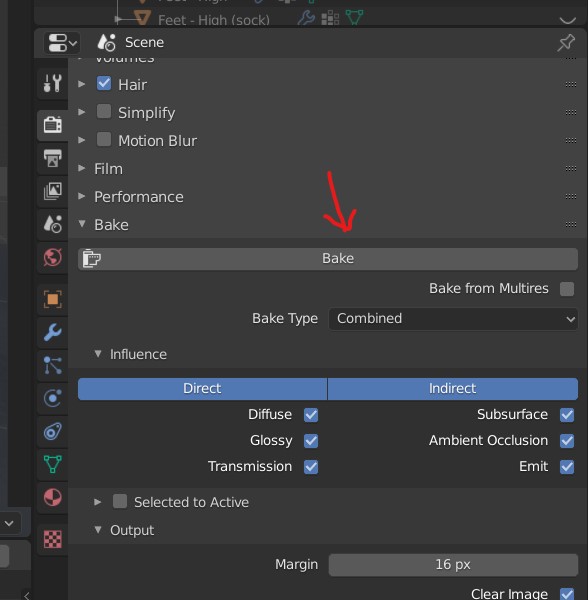 Feet - High (sock)
Scene
Volumes
Hair
Simplify
Motion Blur
Film
Performance
Bake
Bake
Bake from Multires
Bake Type Combined
Influence
Direct Indirect
Diffuse Subsurface
Glossy Ambient Occlusion
Transmission Emit
Selected to Active
Output
Margin 16 px
Clear Image